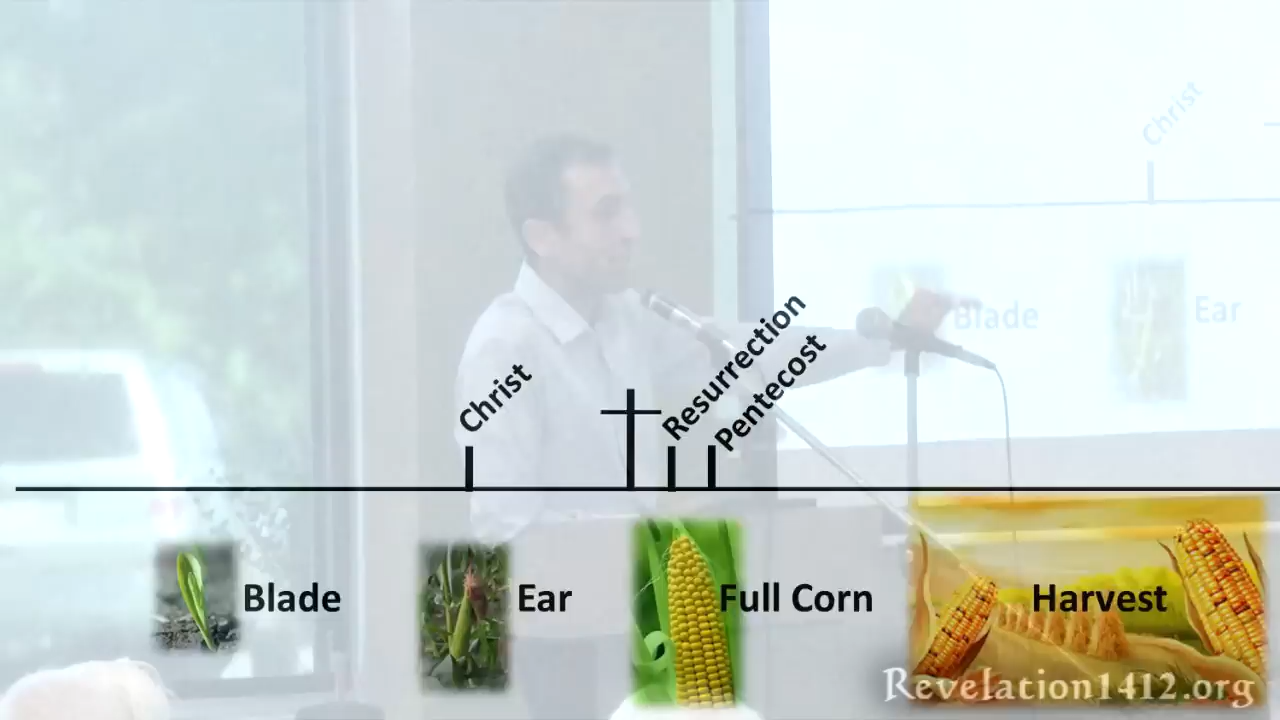 Christ
Blade
Ear
Christ
Resurrection
Pentecost
Blade
Ear
Full Corn
Harvest
Revelation1412.org